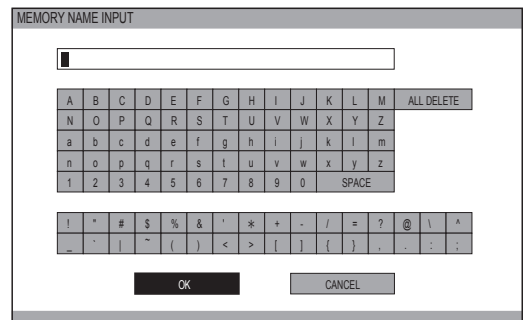 MEMORY NAME INPUT
A B C D E F G H I J K L M ALL DELETE
N O P Q R S T U V W X Y Z
a b c d e f g h i j k l m
n o p q r s t u v w x y z
1 2 3 4 5 6 7 8 9 0 SPACE
! " # $ % & ' * + - / = ? @ \ ^
_ ` | ~ ( ) < > [ ] { } , . : ;
OK CANCEL